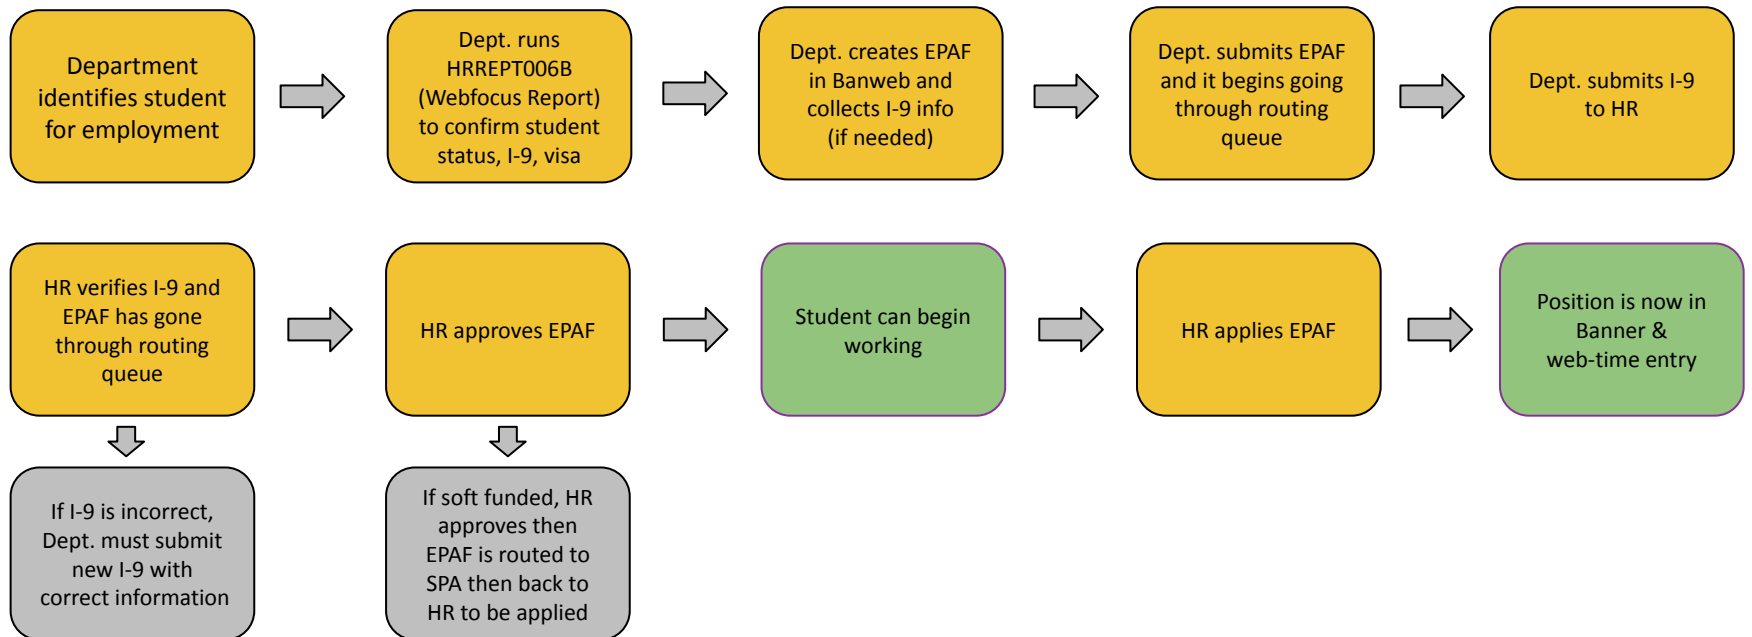 Department
identifies student
for employment
Dept. runs
HRREPT006B
(Webfocus Report)
to confirm student
status, I-9, visa
Dept. creates EPAF
in Banweb and
collects I-9 info
(if needed)
Dept. submits EPAF
and it begins going
through routing
queue
Dept. submits I-9
to HR
HR verifies I-9 and
EPAF has gone
through routing
queue
HR approves EPAF
Student can begin
working
HR applies EPAF
Position is now in
Banner &
web-time entry
If I-9 is incorrect,
Dept. must submit
new I-9 with
correct information
If soft funded, HR
approves then
EPAF is routed to
SPA then back to
HR to be applied